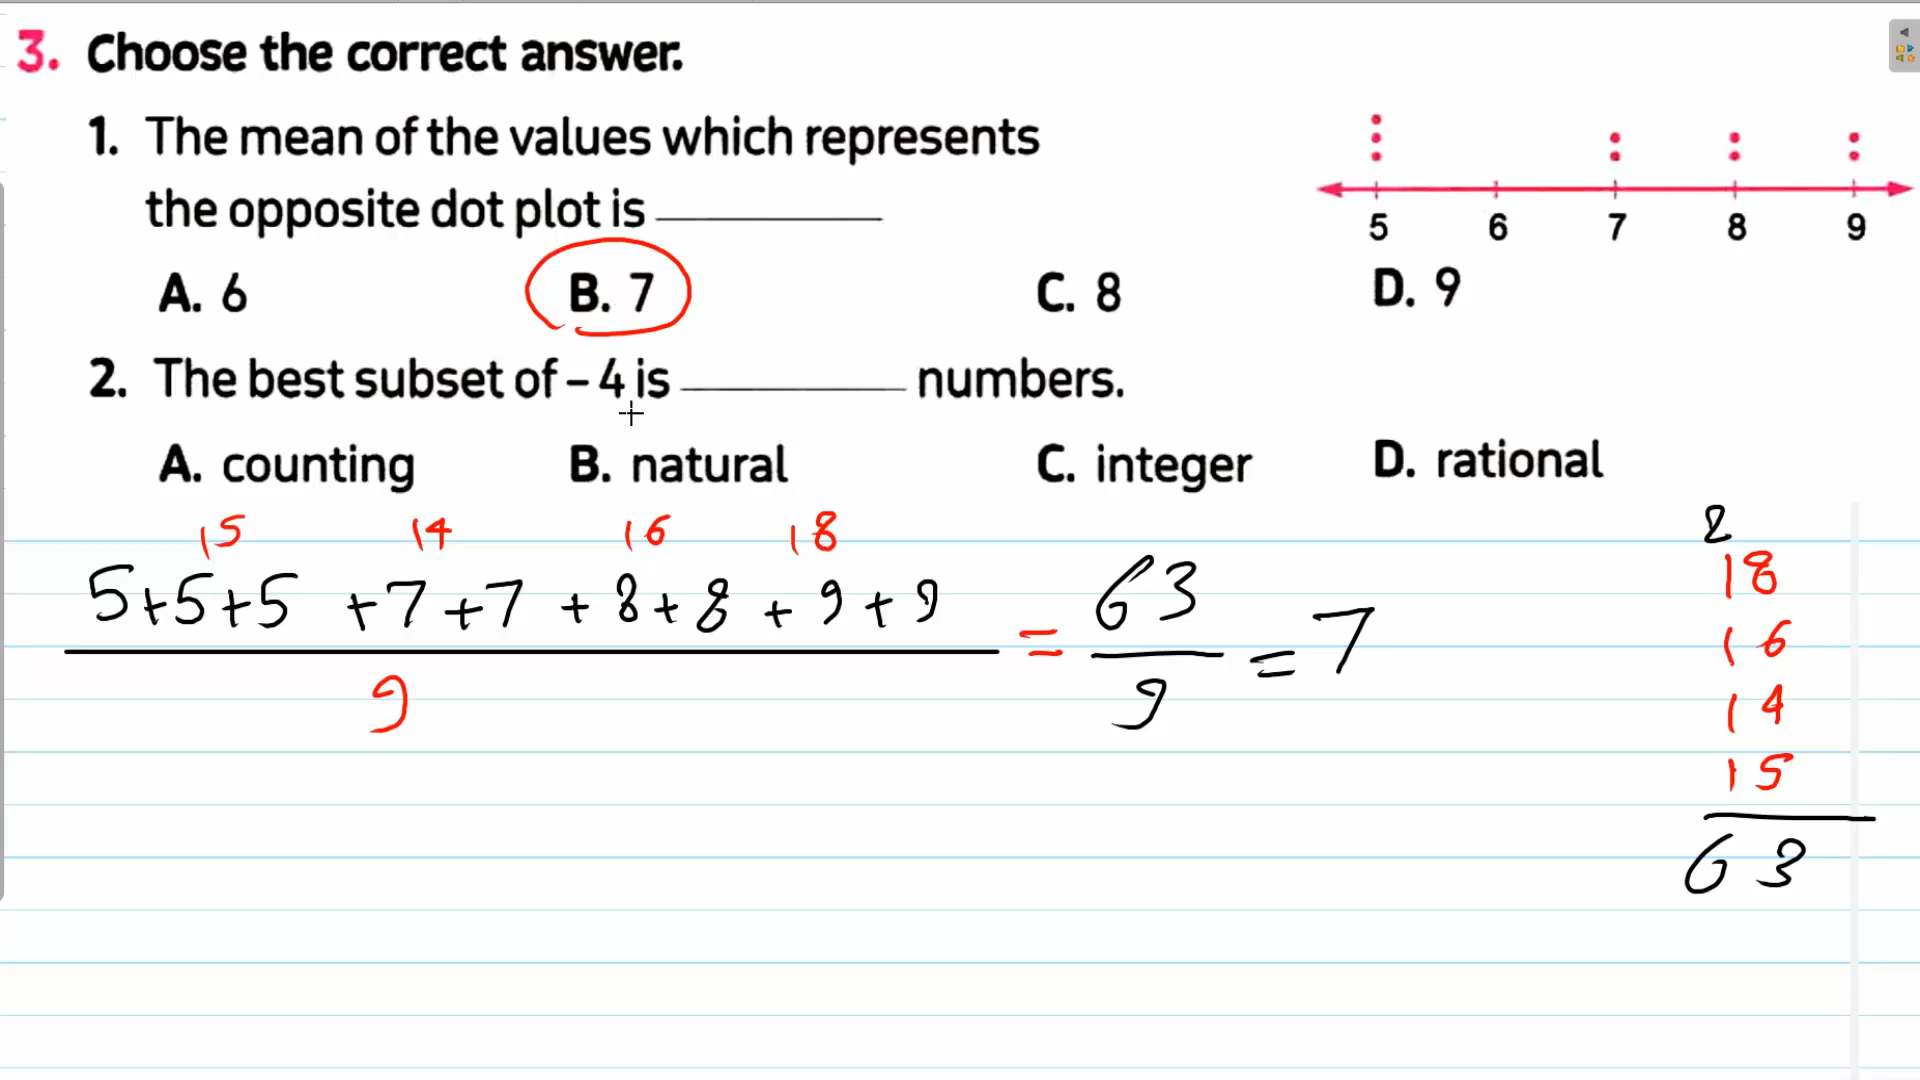 3. Choose the correct answer.
1. The mean of the values which represents
the opposite dot plot is ________
5 6 7 8 9
A. 6 B. 7 C. 8 D. 9
2. The best subset of – 4 is ________ numbers.
A. counting B. natural C. integer D. rational
15 14 16 18
5+5+5 +7+7 +8+8 +9+9
9
= 63
9
= 7
2
18
16
14
15
63